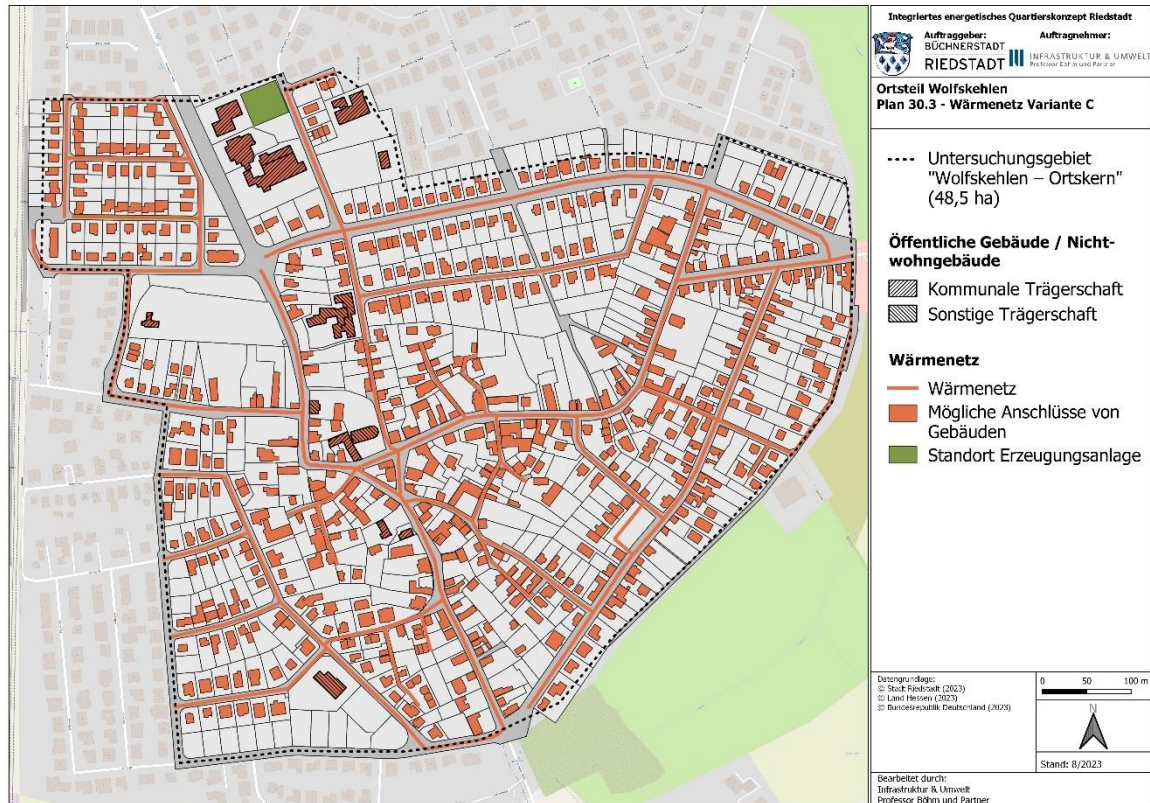 Integriertes energetisches Quartierskonzept Riedstadt
Auftraggeber:
BÜCHNERSTADT
RIEDSTADT
Auftragnehmer:
INFRASTRUKTUR & UMWELT
Professor Böhm und Partner
Ortsteil Wolfskehlen
Plan 30.3 - Wärmenetz Variante C
Untersuchungsgebiet
"Wolfskehlen – Ortskern"
(48,5 ha)
Öffentliche Gebäude / Nicht-
wohngebäude
Kommunale Trägerschaft
Sonstige Trägerschaft
Wärmenetz
Wärmenetz
Mögliche Anschlüsse von
Gebäuden
Standort Erzeugungsanlage
Datengrundlage:
© Stadt Riedstadt (2023)
© Land Hessen (2023)
© Bundesrepublik Deutschland (2023)
0 50 100 m
N
Stand: 8/2023
Bearbeitet durch:
Infrastruktur & Umwelt
Professor Böhm und Partner